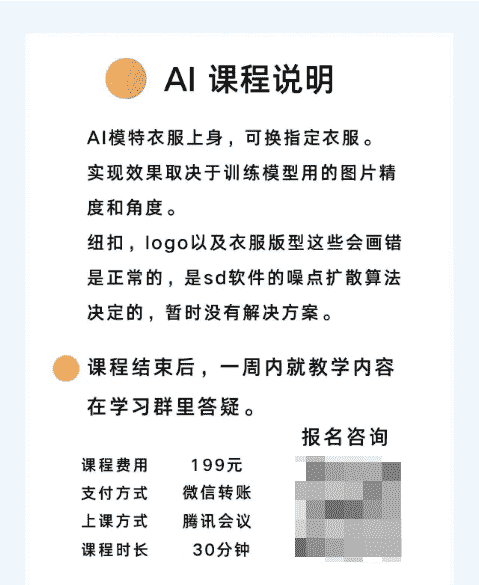 AI 课程说明
AI模特衣服上身，可换指定衣服。
实现效果取决于训练模型用的图片精
度和角度。
纽扣，logo以及衣服版型这些会画错
是正常的，是sd软件的噪点扩散算法
决定的，暂时没有解决方案。
课程结束后，一周内就教学内容
在学习群里答疑。
报名咨询
课程费用 199元
支付方式 微信转账
上课方式 腾讯会议
课程时长 30分钟